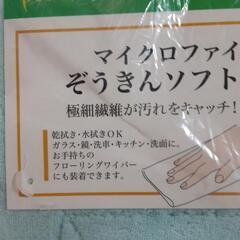 マイクロファイ
ぞうきんソフト
極細繊維が汚れをキャッチ!
乾拭き・水拭きOK
ガラス・鏡・洗車・キッチン・洗面に。
お手持ちの
フローリングワイパー
にも装着できます。